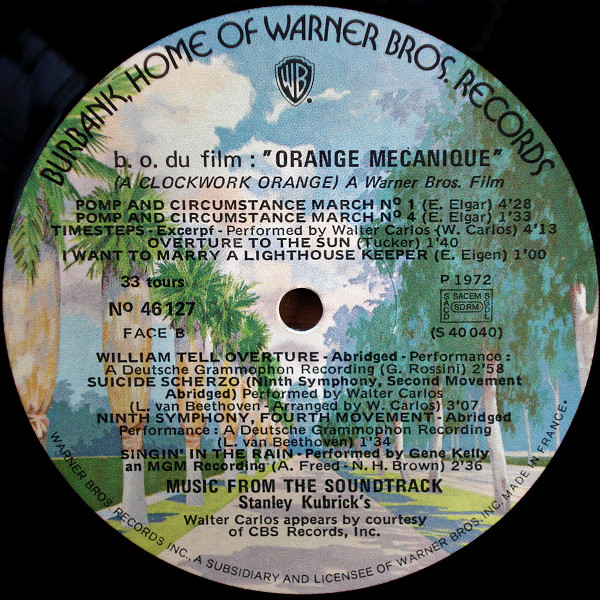 BURBANK, HOME OF WARNER BROS. RECORDS
WB
b. o. du film : "ORANGE MECANIQUE"
(A CLOCKWORK ORANGE) A Warner Bros. Film
POMP AND CIRCUMSTANCE MARCH Nº 1 (E. Elgar) 4'28
POMP AND CIRCUMSTANCE MARCH Nº 4 (E. Elgar) 1'33
TIMESTEPS - Excerpf - Performed by Walter Carlos (W. Carlos) 4'13
OVERTURE TO THE SUN (Tucker) 1'40
I WANT TO MARRY A LIGHTHOUSE KEEPER (E. Eigen) 1'00
33 tours
P 1972
Nº 46 127
SACD SACEM SDRM SGDL
FACE B
(S 40 040)
WILLIAM TELL OVERTURE - Abridged - Performance :
A Deutsche Grammophon Recording (G. Rossini) 2'58
SUICIDE SCHERZO (Ninth Symphony, Second Movement
Abridged) Performed by Walter Carlos
(L. van Beethoven - Arranged by W. Carlos) 3'07
NINTH SYMPHONY, FOURTH MOVEMENT - Abridged
Performance : A Deutsche Grammophon Recording
(L. van Beethoven) 1'34
SINGIN' IN THE RAIN - Performed by Gene Kelly
an MGM Recording (A. Freed - N. H. Brown) 2'36
MUSIC FROM THE SOUNDTRACK
Stanley Kubrick's
Walter Carlos appears by courtesy
of CBS Records, Inc.
WARNER BROS. RECORDS INC., A SUBSIDIARY AND LICENSEE OF WARNER BROS. INC. MADE IN FRANCE.